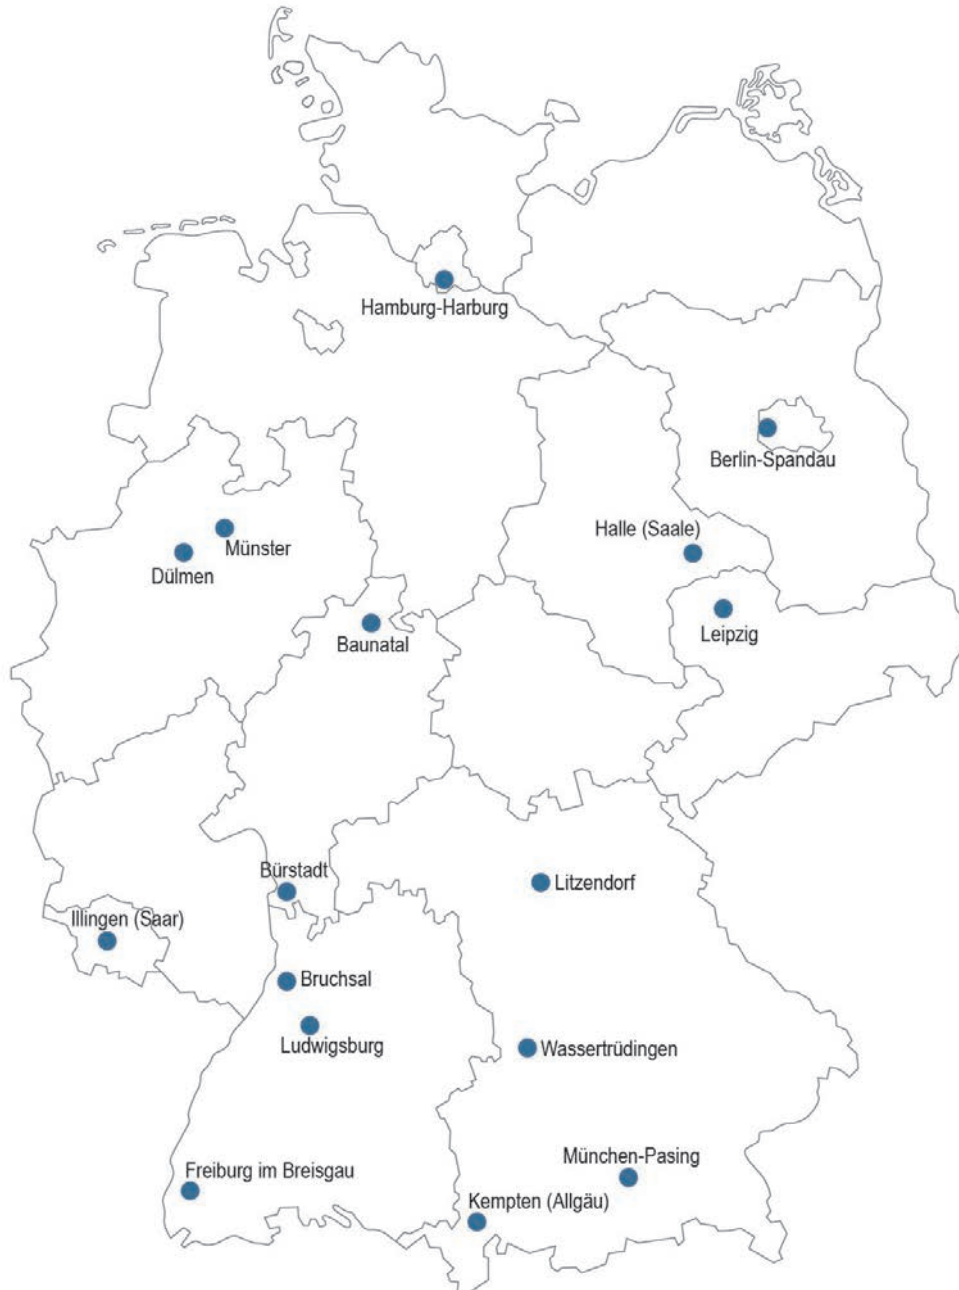 Hamburg-Harburg
Berlin-Spandau
Halle (Saale)
Münster
Dülmen
Leipzig
Baunatal
Bürstadt
Litzendorf
Illingen (Saar)
Bruchsal
Ludwigsburg
Wassertrüdingen
München-Pasing
Freiburg im Breisgau
Kempten (Allgäu)